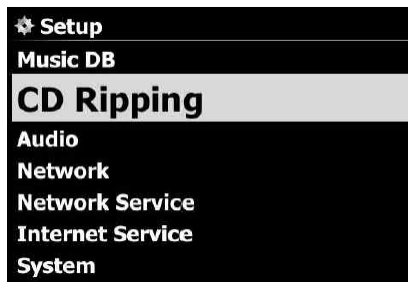 Setup
Music DB
CD Ripping
Audio
Network
Network Service
Internet Service
System